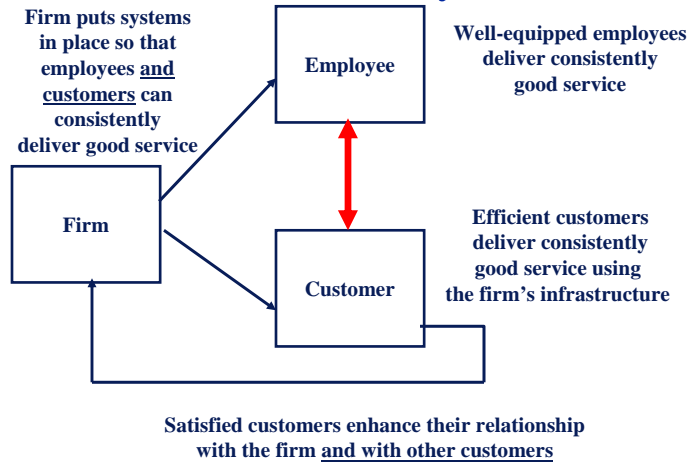 Firm puts systems
in place so that
employees and
customers can
consistently
deliver good service
Employee
Well-equipped employees
deliver consistently
good service
Firm
Customer
Efficient customers
deliver consistently
good service using
the firm's infrastructure
Satisfied customers enhance their relationship
with the firm and with other customers